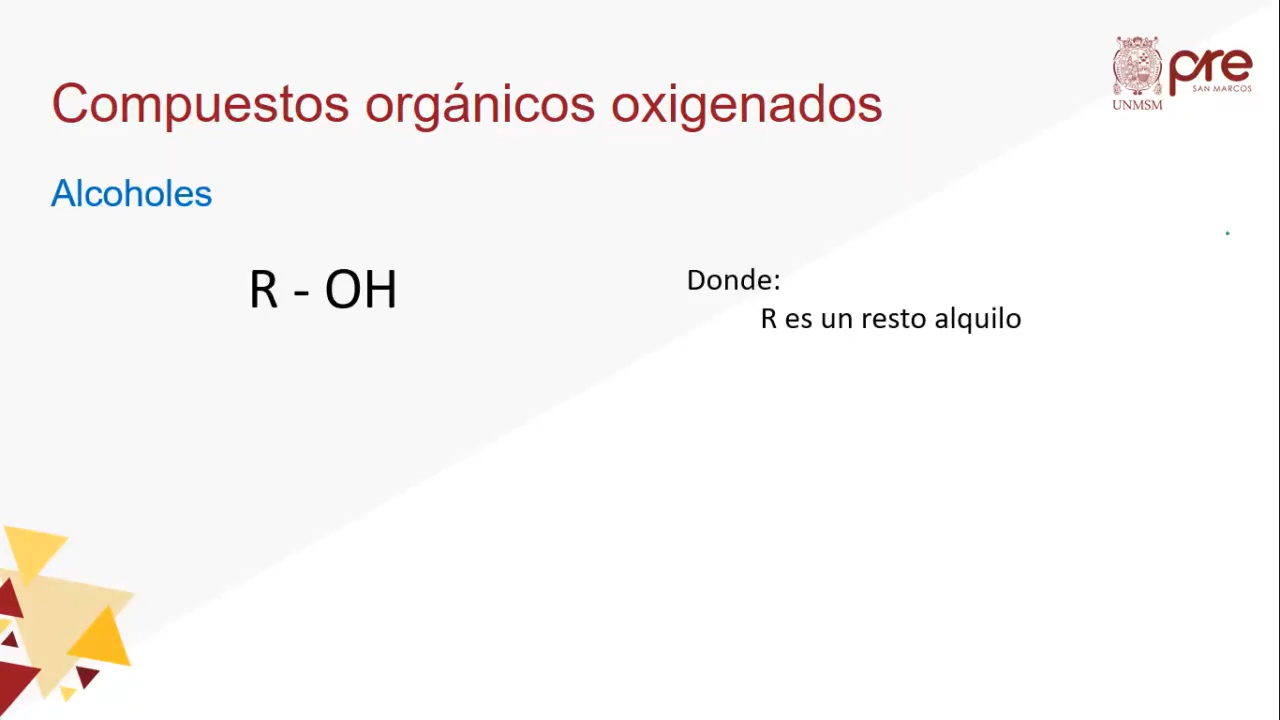 Compuestos orgánicos oxigenados
pre
SAN MARCOS
UNMSM
Alcoholes
R - OH
Donde:
R es un resto alquilo